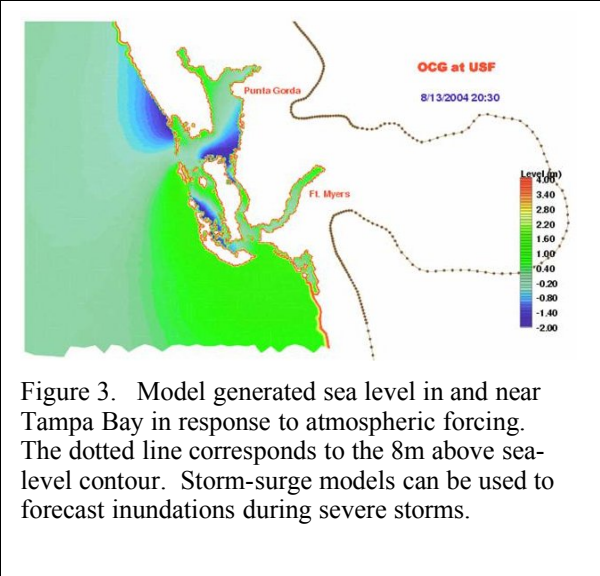 OCG at USF
Punta Gorda
8/13/2004 20:30
Level (m)
4.00
3.40
2.80
2.20
1.60
1.00
0.40
-0.20
-0.80
-1.40
-2.00
Ft. Myers
Figure 3. Model generated sea level in and near
Tampa Bay in response to atmospheric forcing.
The dotted line corresponds to the 8m above sea-
level contour. Storm-surge models can be used to
forecast inundations during severe storms.